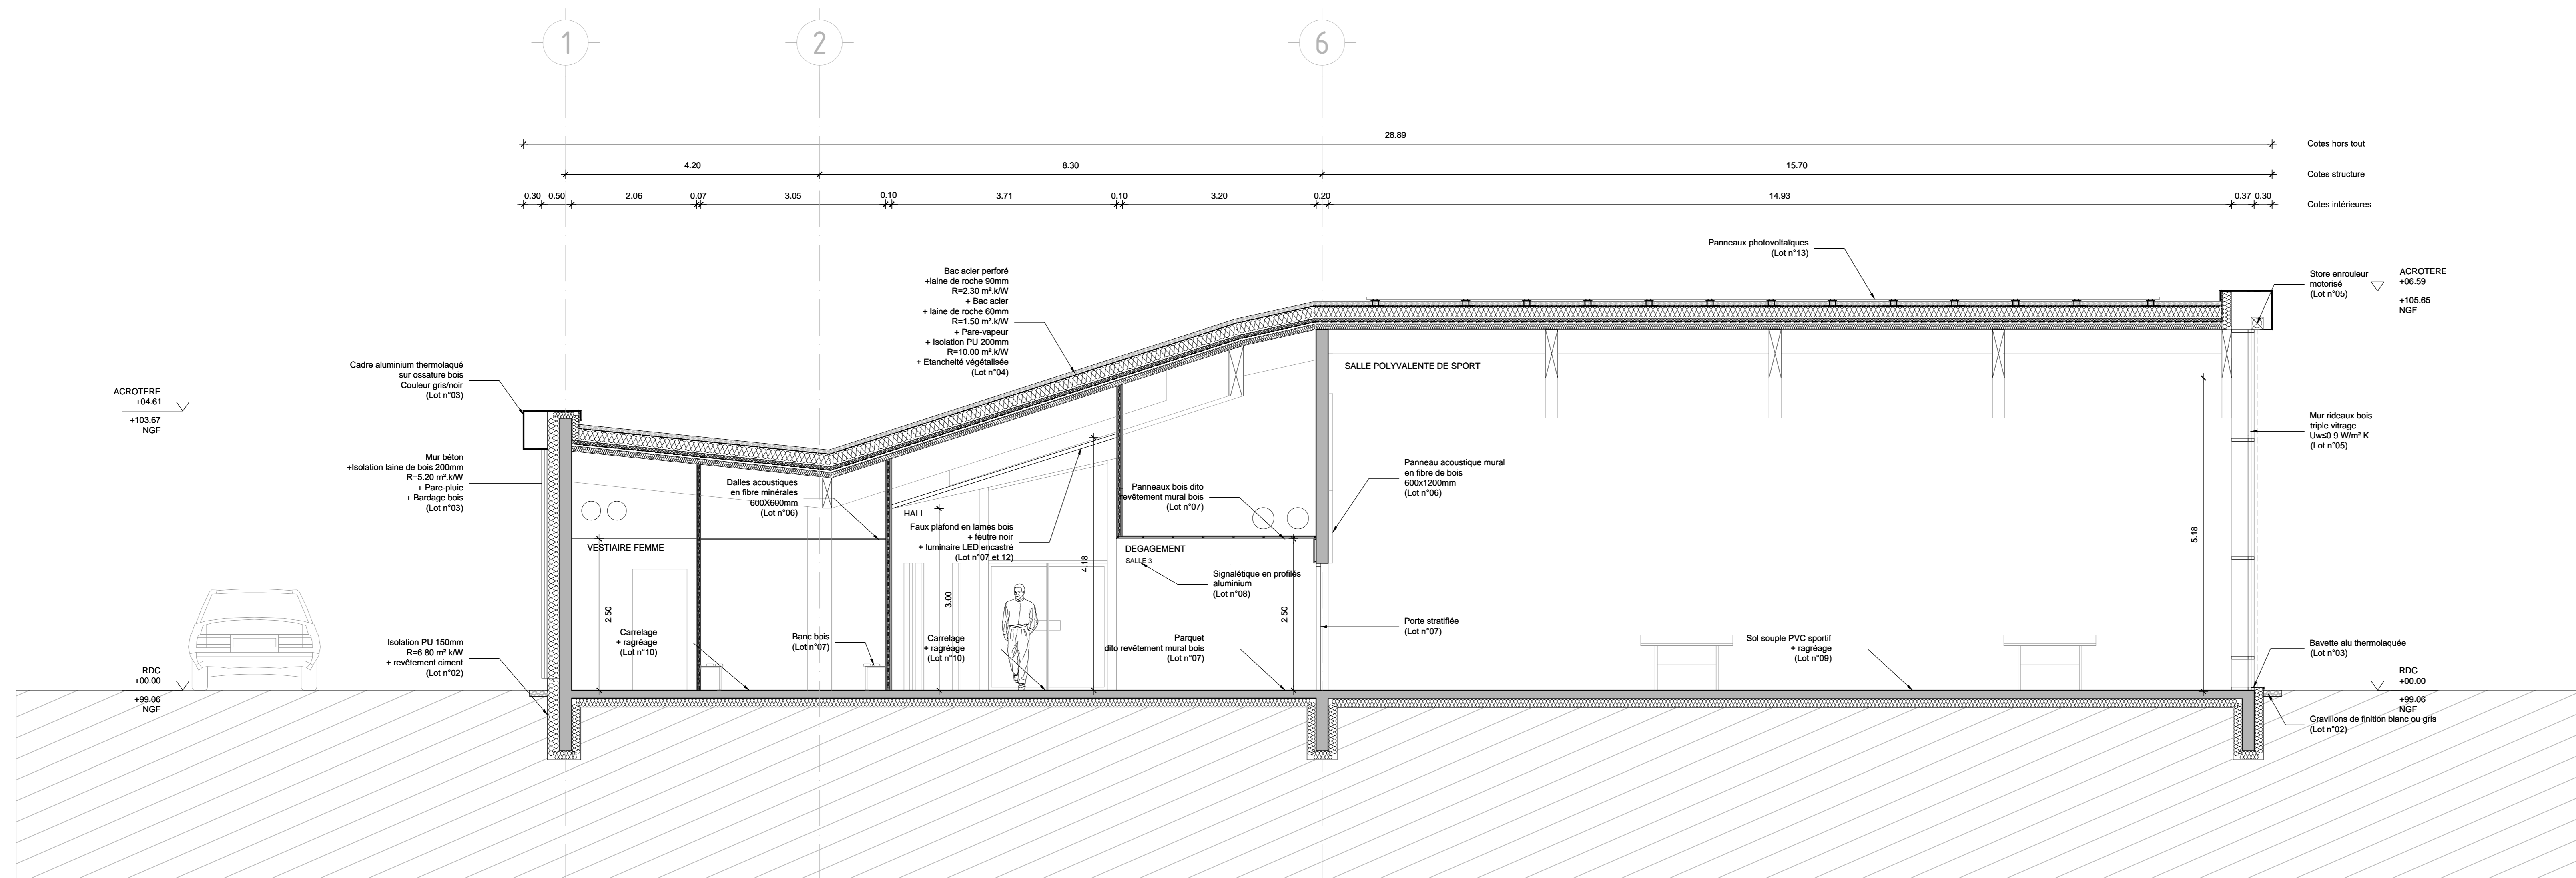 1
2
6
28.89
Cotes hors tout
4.20
8.30
15.70
Cotes structure
0.30
0.50
2.06
0.07
3.05
0.10
3.71
0.10
3.20
0.20
14.93
0.37
0.30
Cotes intérieures
Panneaux photovoltaïques
(Lot n°13)
Bac acier perforé
+laine de roche 90mm
R=2.30 m².k/W
+ Bac acier
+ laine de roche 60mm
R=1.50 m².k/W
+ Pare-vapeur
+ Isolation PU 200mm
R=10.00 m².k/W
+ Etancheité végétalisée
(Lot n°04)
Store enrouleur
motorisé
(Lot n°05)
ACROTERE
+06.59
+105.65
NGF
Cadre aluminium thermolaqué
sur ossature bois
Couleur gris/noir
(Lot n°03)
ACROTERE
+04.61
+103.67
NGF
SALLE POLYVALENTE DE SPORT
Mur rideaux bois
triple vitrage
Uw≤0.9 W/m².K
(Lot n°05)
Mur béton
+Isolation laine de bois 200mm
R=5.20 m².k/W
+ Pare-pluie
+ Bardage bois
(Lot n°03)
Dalles acoustiques
en fibre minérales
600X600mm
(Lot n°06)
Panneau acoustique mural
en fibre de bois
600x1200mm
(Lot n°06)
Panneaux bois dito
revêtement mural bois
(Lot n°07)
HALL
Faux plafond en lames bois
+ feutre noir
+ luminaire LED encastré
(Lot n°07 et 12)
VESTIAIRE FEMME
DEGAGEMENT
SALLE 3
Signalétique en profilés
aluminium
(Lot n°08)
2.50
3.00
4.18
2.50
5.18
Isolation PU 150mm
R=6.80 m².k/W
+ revêtement ciment
(Lot n°02)
Carrelage
+ ragréage
(Lot n°10)
Banc bois
(Lot n°07)
Carrelage
+ ragréage
(Lot n°10)
Parquet
dito revêtement mural bois
(Lot n°07)
Porte stratifiée
(Lot n°07)
Sol souple PVC sportif
+ ragréage
(Lot n°09)
Bavette alu thermolaquée
(Lot n°03)
RDC
+00.00
+99.06
NGF
RDC
+00.00
+99.06
NGF
Gravillons de finition blanc ou gris
(Lot n°02)